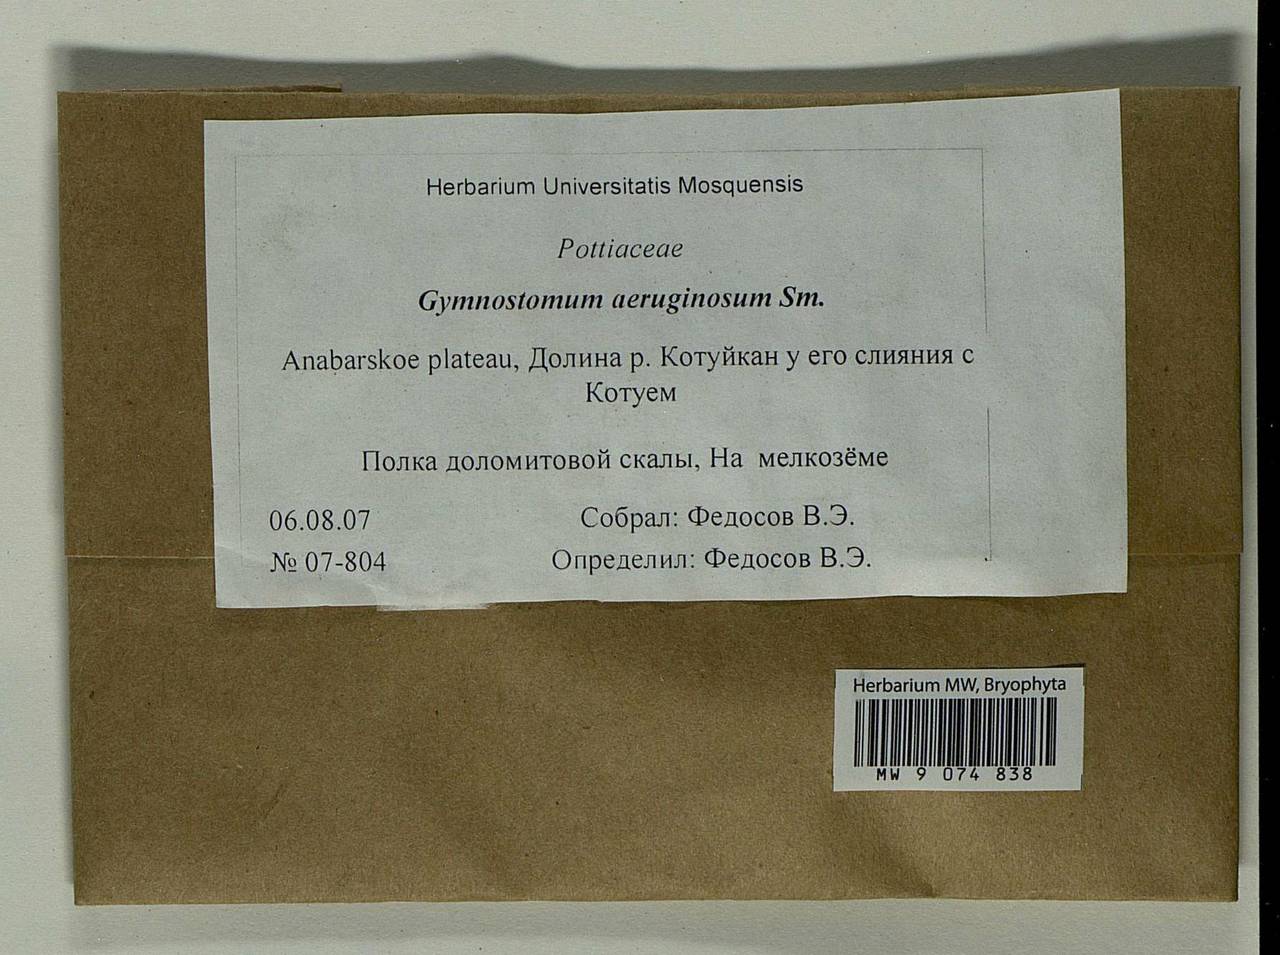 Herbarium Universitatis Mosquensis
Pottiaceae
Gymnostomum aeruginosum Sm.
Anabarskoe plateau, Долина р. Котуйкан у его слияния с
Котуем
Полка доломитовой скалы, На мелкозёме
06.08.07 Собрал: Федосов В.Э.
№ 07-804 Определил: Федосов В.Э.
Herbarium MW, Bryophyta
MW 9 074 838